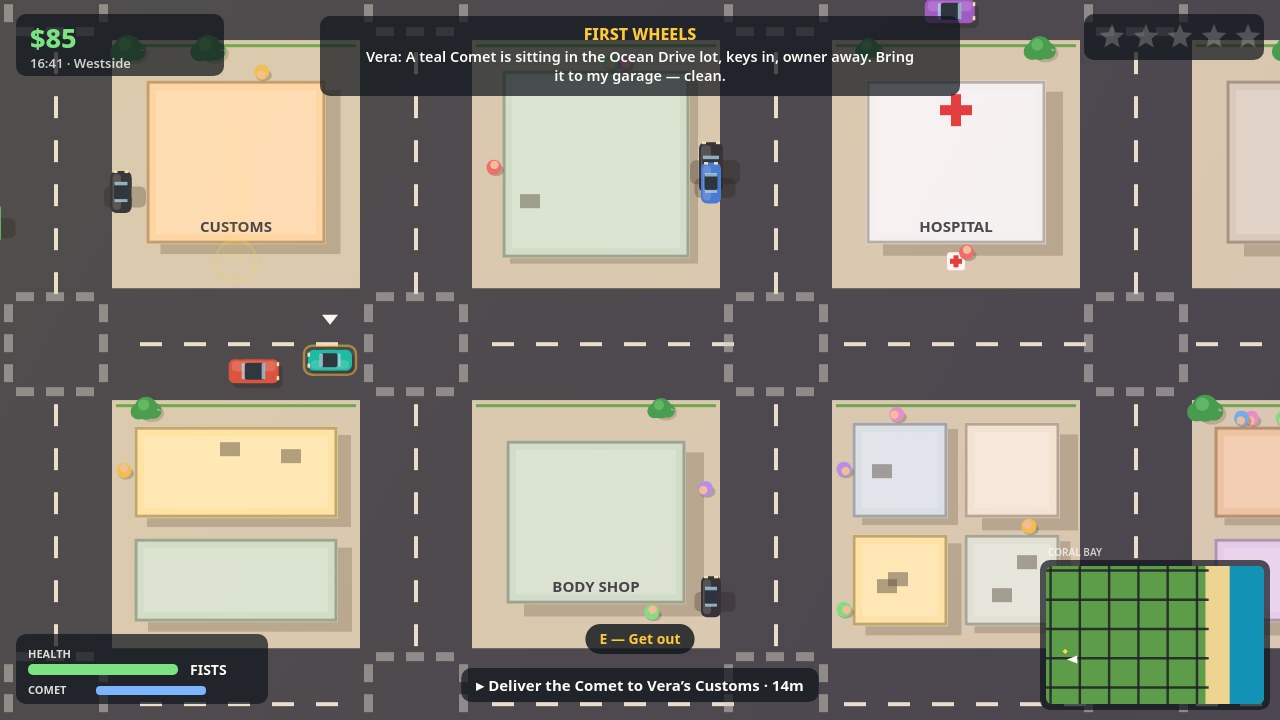 $85
16:41 · Westside
FIRST WHEELS
Vera: A teal Comet is sitting in the Ocean Drive lot, keys in, owner away. Bring
it to my garage — clean.
CUSTOMS
HOSPITAL
BODY SHOP
CORAL BAY
E — Get out
HEALTH
FISTS
COMET
▸ Deliver the Comet to Vera's Customs · 14m